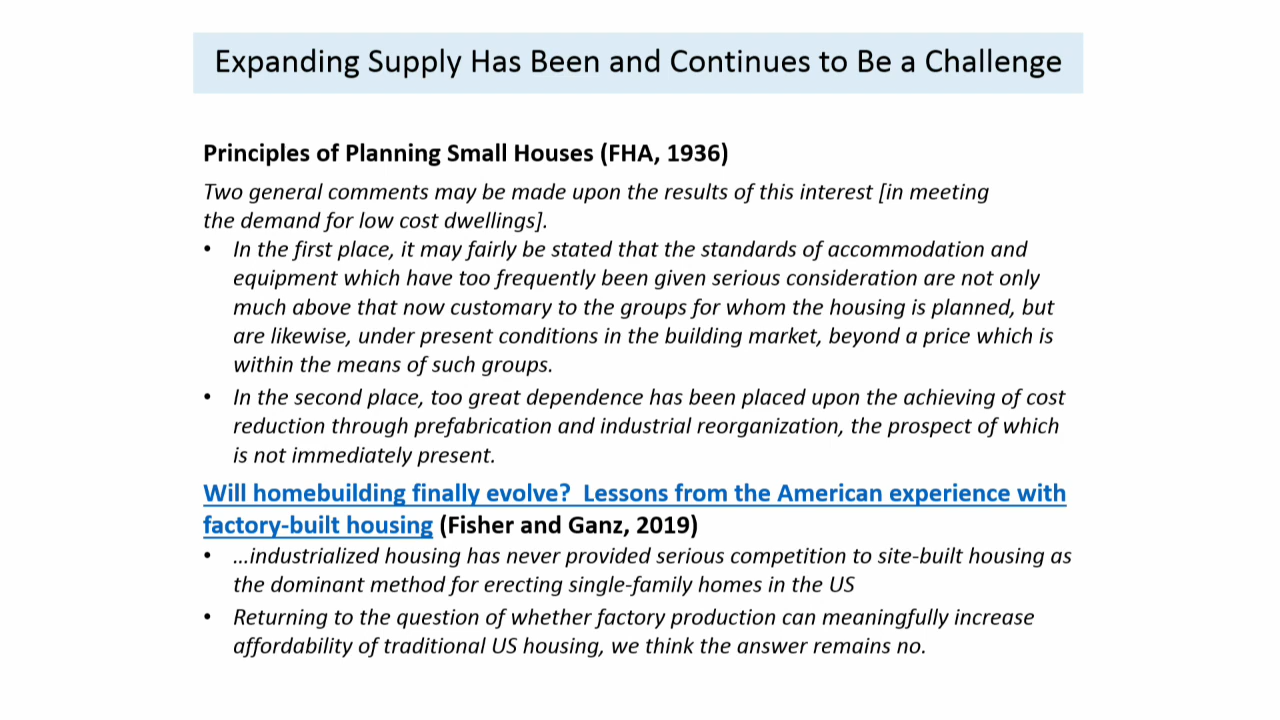 Expanding Supply Has Been and Continues to Be a Challenge
Principles of Planning Small Houses (FHA, 1936)
Two general comments may be made upon the results of this interest [in meeting
the demand for low cost dwellings].
• In the first place, it may fairly be stated that the standards of accommodation and
equipment which have too frequently been given serious consideration are not only
much above that now customary to the groups for whom the housing is planned, but
are likewise, under present conditions in the building market, beyond a price which is
within the means of such groups.
• In the second place, too great dependence has been placed upon the achieving of cost
reduction through prefabrication and industrial reorganization, the prospect of which
is not immediately present.
Will homebuilding finally evolve?  Lessons from the American experience with
factory-built housing (Fisher and Ganz, 2019)
• …industrialized housing has never provided serious competition to site-built housing as
the dominant method for erecting single-family homes in the US
• Returning to the question of whether factory production can meaningfully increase
affordability of traditional US housing, we think the answer remains no.